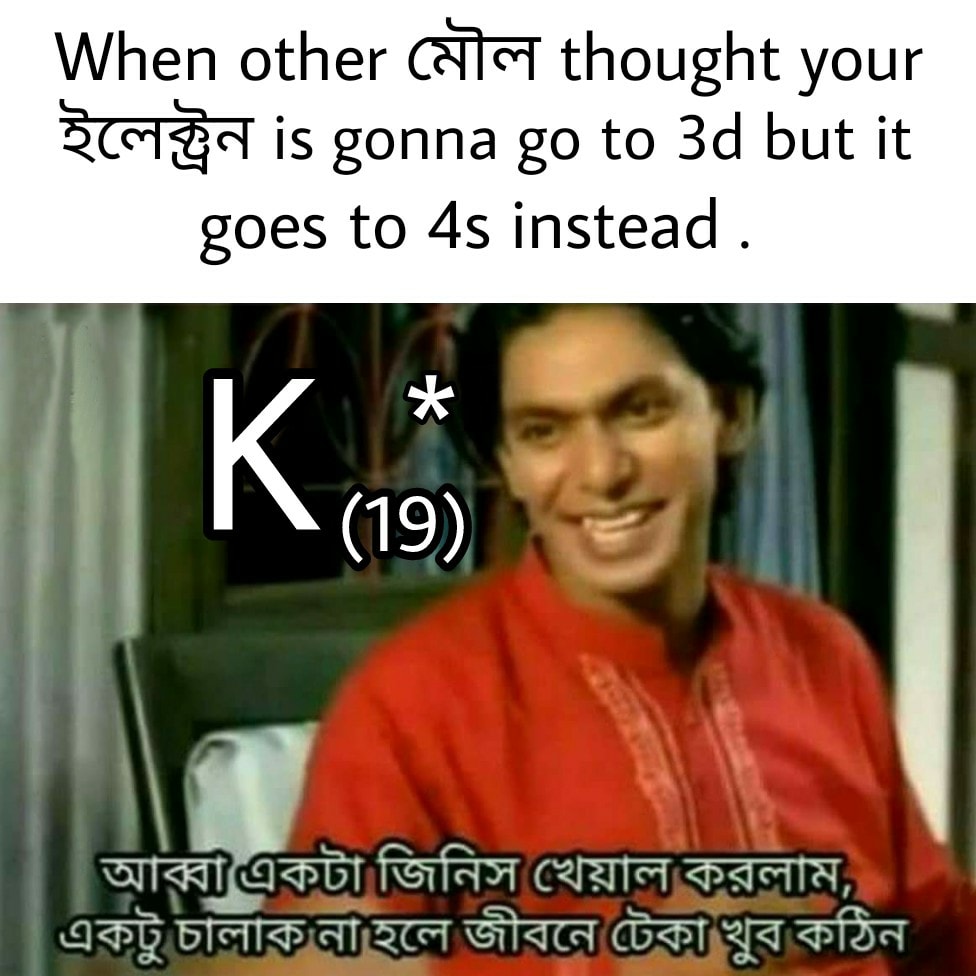 When other মৌল thought your
ইলেক্ট্রন is gonna go to 3d but it
goes to 4s instead .
K *
(19)
আব্বা একটা জিনিস খেয়াল করলাম,
একটু চালাক না হলে জীবনে টেকা খুব কঠিন